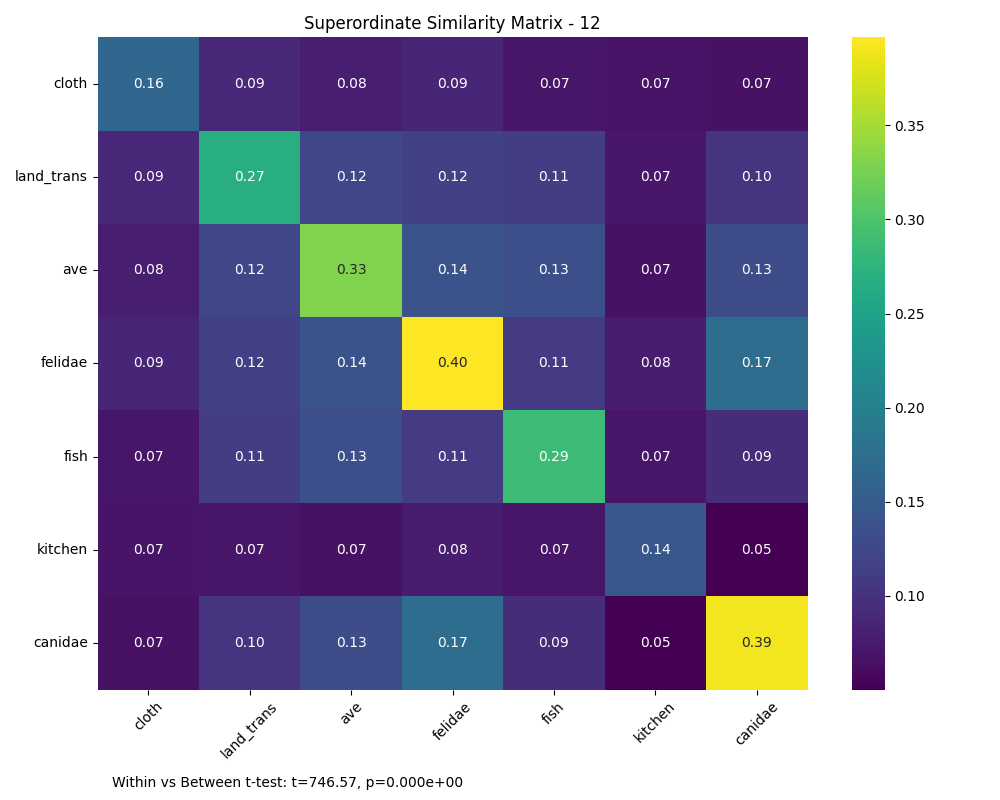 Superordinate Similarity Matrix - 12
cloth 0.16 0.09 0.08 0.09 0.07 0.07 0.07
land_trans 0.09 0.27 0.12 0.12 0.11 0.07 0.10
ave 0.08 0.12 0.33 0.14 0.13 0.07 0.13
felidae 0.09 0.12 0.14 0.40 0.11 0.08 0.17
fish 0.07 0.11 0.13 0.11 0.29 0.07 0.09
kitchen 0.07 0.07 0.07 0.08 0.07 0.14 0.05
canidae 0.07 0.10 0.13 0.17 0.09 0.05 0.39
cloth land_trans ave felidae fish kitchen canidae
0.35
0.30
0.25
0.20
0.15
0.10
Within vs Between t-test: t=746.57, p=0.000e+00